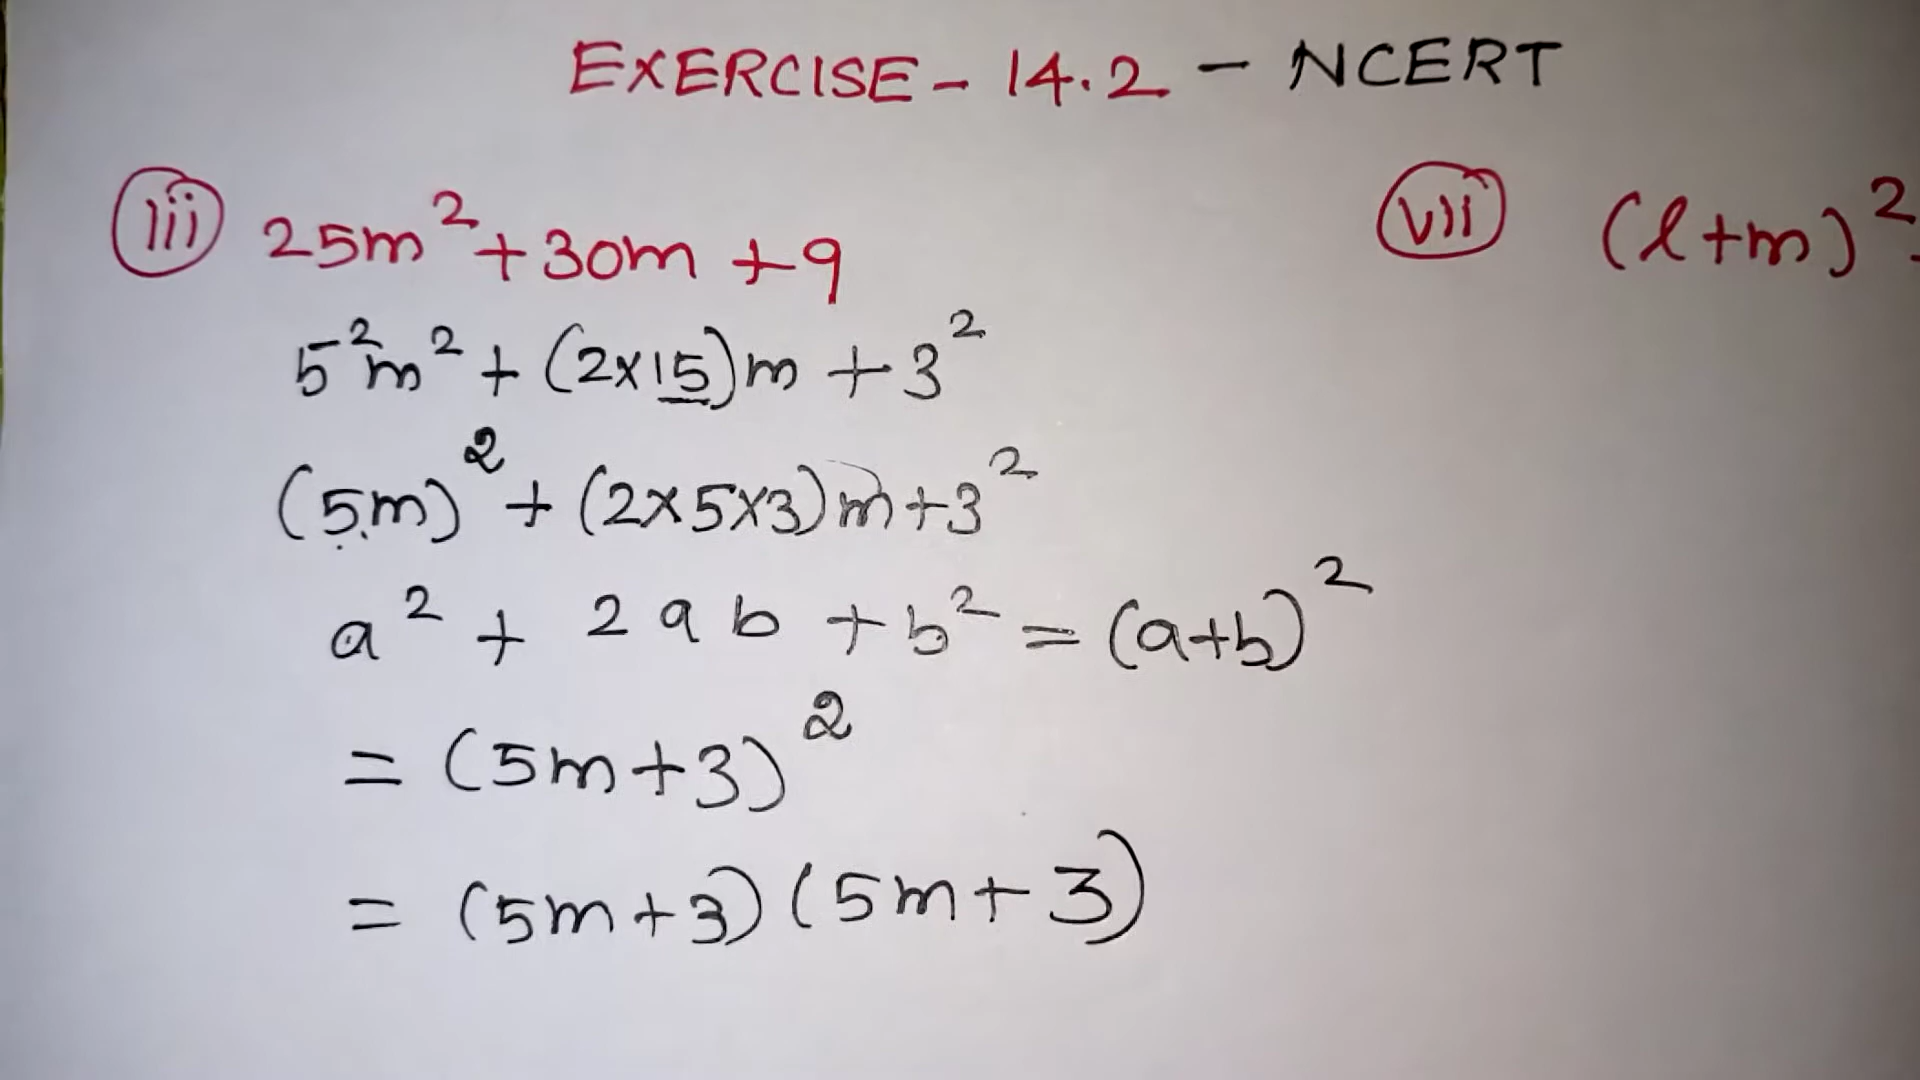 EXERCISE - 14.2 - NCERT
iii 25m² + 30m + 9
vii (l+m)²
5²m² + (2×15)m + 3²
(5m)² + (2×5×3)m + 3²
a² + 2ab + b² = (a+b)²
= (5m+3)²
= (5m+3)(5m+3)